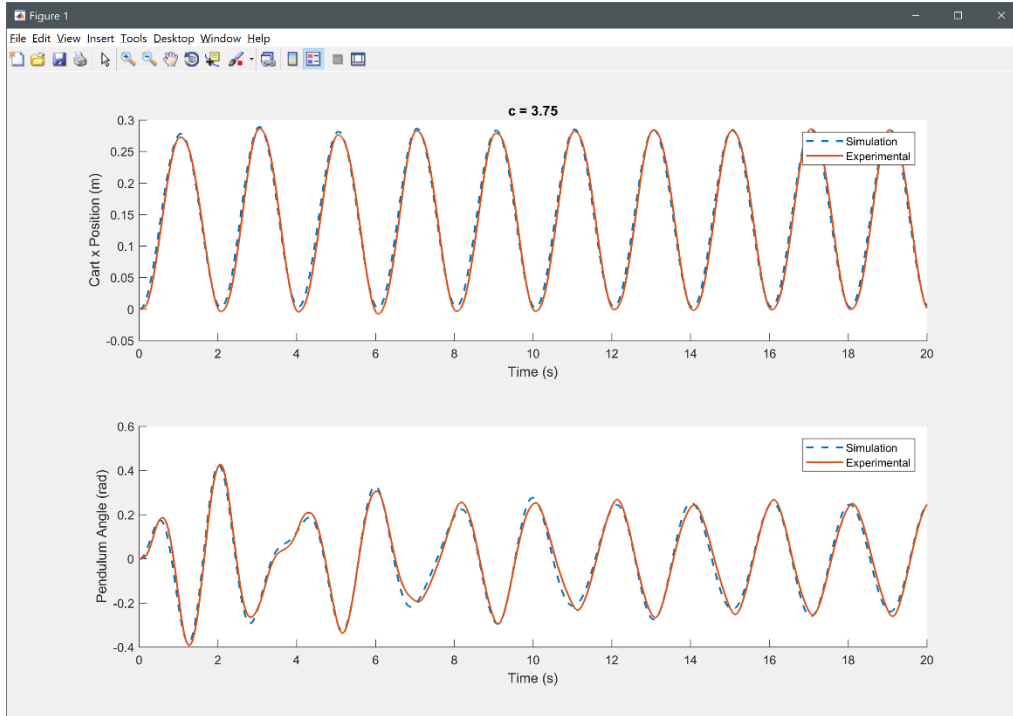 Figure 1
File Edit View Insert Tools Desktop Window Help
c = 3.75
0.3
0.25
0.2
0.15
0.1
0.05
0
-0.05
Cart x Position (m)
Simulation
Experimental
0 2 4 6 8 10 12 14 16 18 20
Time (s)
0.6
0.4
0.2
0
-0.2
-0.4
Pendulum Angle (rad)
Simulation
Experimental
0 2 4 6 8 10 12 14 16 18 20
Time (s)